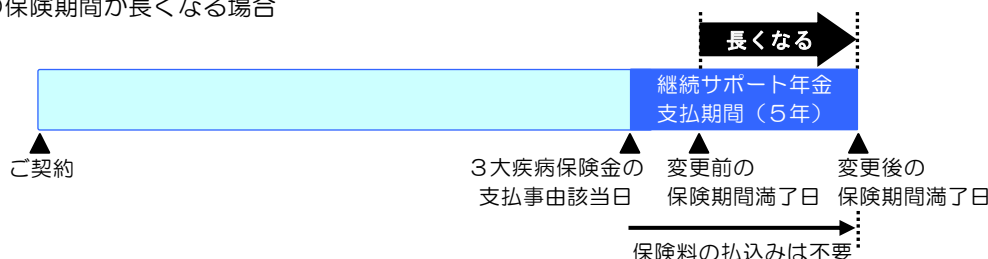 の保険期間が長くなる場合
長くなる
継続サポート年金
支払期間（５年）
ご契約
３大疾病保険金の
支払事由該当日
変更前の
保険期間満了日
変更後の
保険期間満了日
保険料の払込みは不要